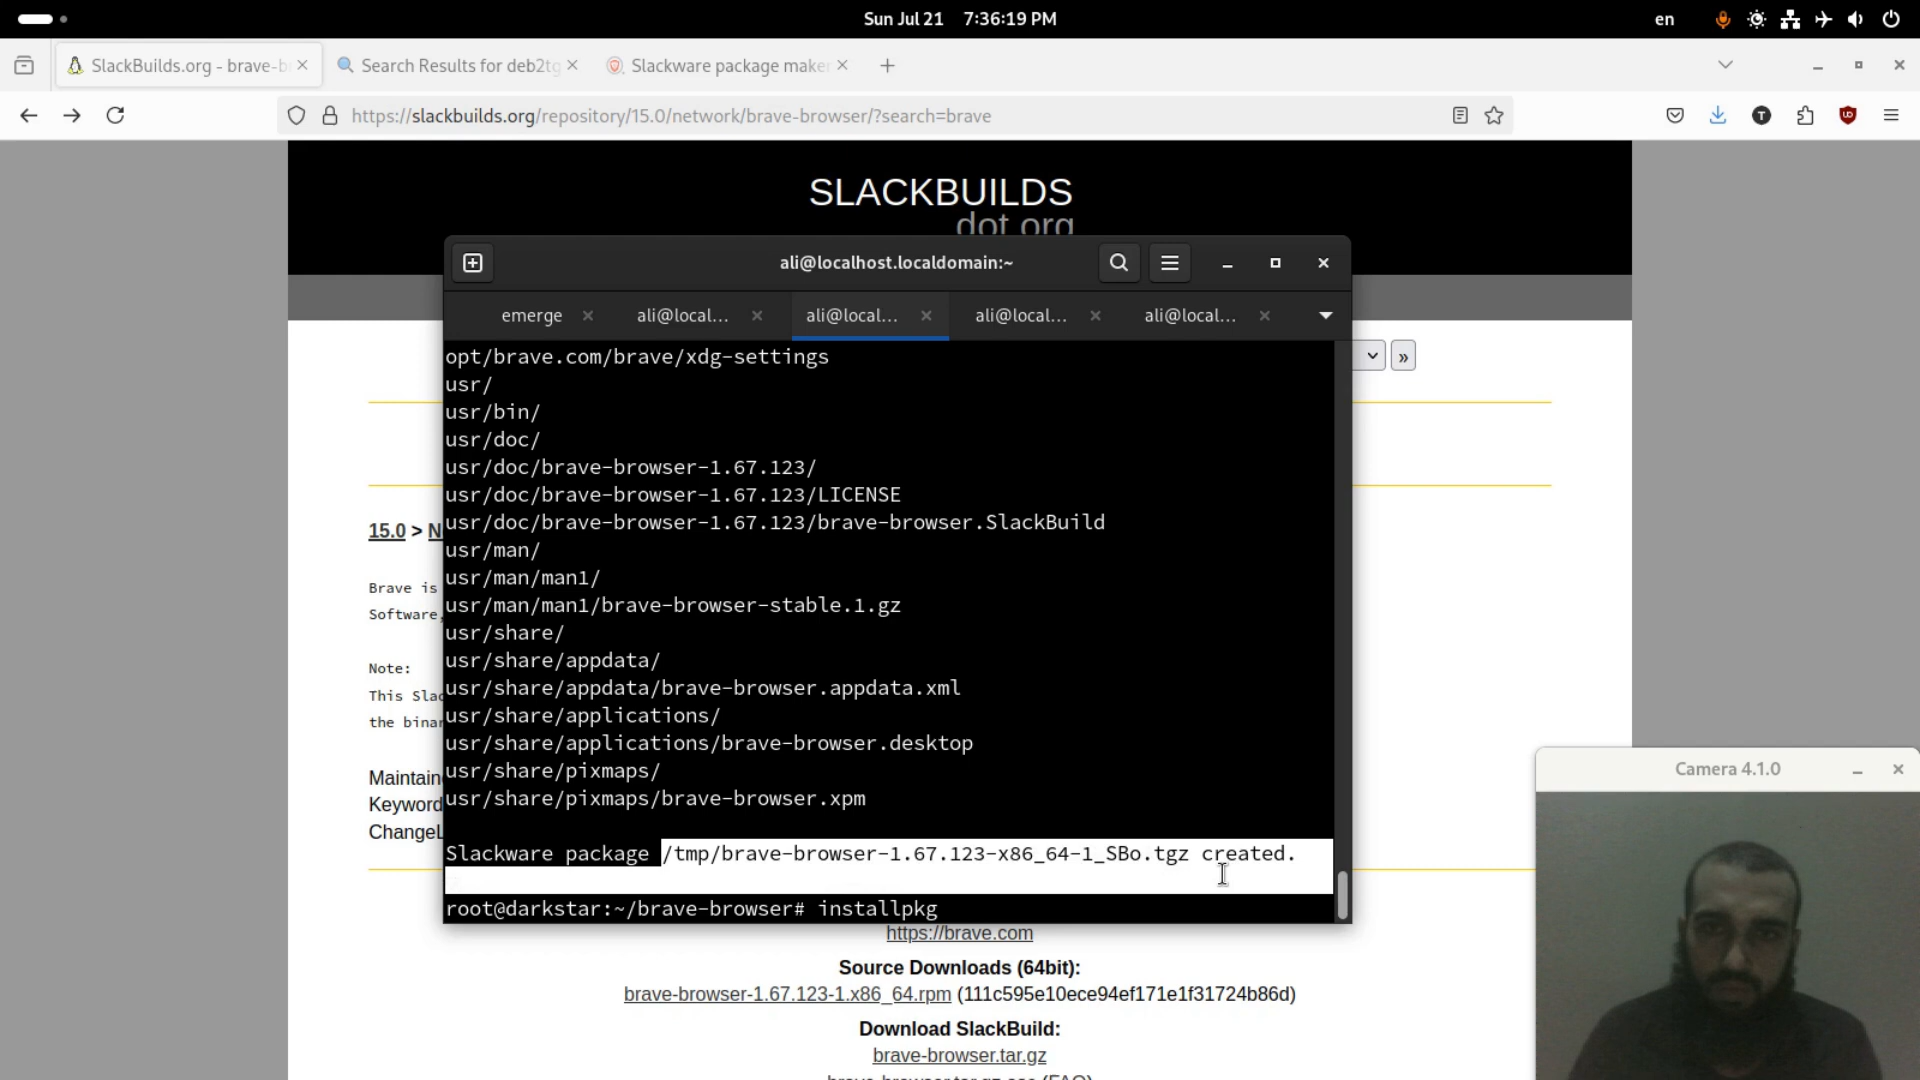 Sun Jul 21 7:36:19 PM
en
SlackBuilds.org - brave-b
Search Results for deb2tg
Slackware package maker
https://slackbuilds.org/repository/15.0/network/brave-browser/?search=brave
SLACKBUILDS
dot org
ali@localhost.localdomain:~
emerge
ali@local...
ali@local...
ali@local...
ali@local...
»
opt/brave.com/brave/xdg-settings
usr/
usr/bin/
usr/doc/
usr/doc/brave-browser-1.67.123/
usr/doc/brave-browser-1.67.123/LICENSE
usr/doc/brave-browser-1.67.123/brave-browser.SlackBuild
usr/man/
usr/man/man1/
usr/man/man1/brave-browser-stable.1.gz
usr/share/
usr/share/appdata/
usr/share/appdata/brave-browser.appdata.xml
usr/share/applications/
usr/share/applications/brave-browser.desktop
usr/share/pixmaps/
usr/share/pixmaps/brave-browser.xpm
Slackware package /tmp/brave-browser-1.67.123-x86_64-1_SBo.tgz created.
root@darkstar:~/brave-browser# installpkg
15.0 > N
Brave is
Software,
Note:
This Slac
the binar
Maintain
Keyword
ChangeL
https://brave.com
Source Downloads (64bit):
brave-browser-1.67.123-1.x86_64.rpm (111c595e10ece94ef171e1f31724b86d)
Download SlackBuild:
brave-browser.tar.gz
Camera 4.1.0